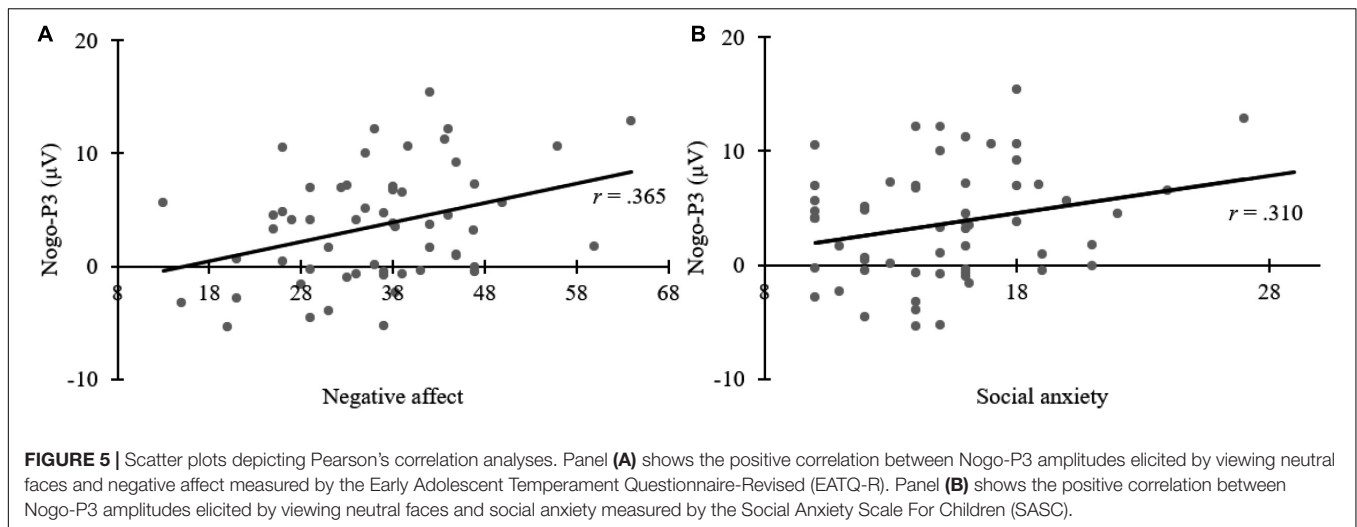 A
20
10
0
-10
Nogo-P3 (μV)
8 18 28 38 48 58 68
r = .365
Negative affect
B
20
10
0
-10
Nogo-P3 (μV)
8 18 28
r = .310
Social anxiety
FIGURE 5 | Scatter plots depicting Pearson's correlation analyses. Panel (A) shows the positive correlation between Nogo-P3 amplitudes elicited by viewing neutral
faces and negative affect measured by the Early Adolescent Temperament Questionnaire-Revised (EATQ-R). Panel (B) shows the positive correlation between
Nogo-P3 amplitudes elicited by viewing neutral faces and social anxiety measured by the Social Anxiety Scale For Children (SASC).